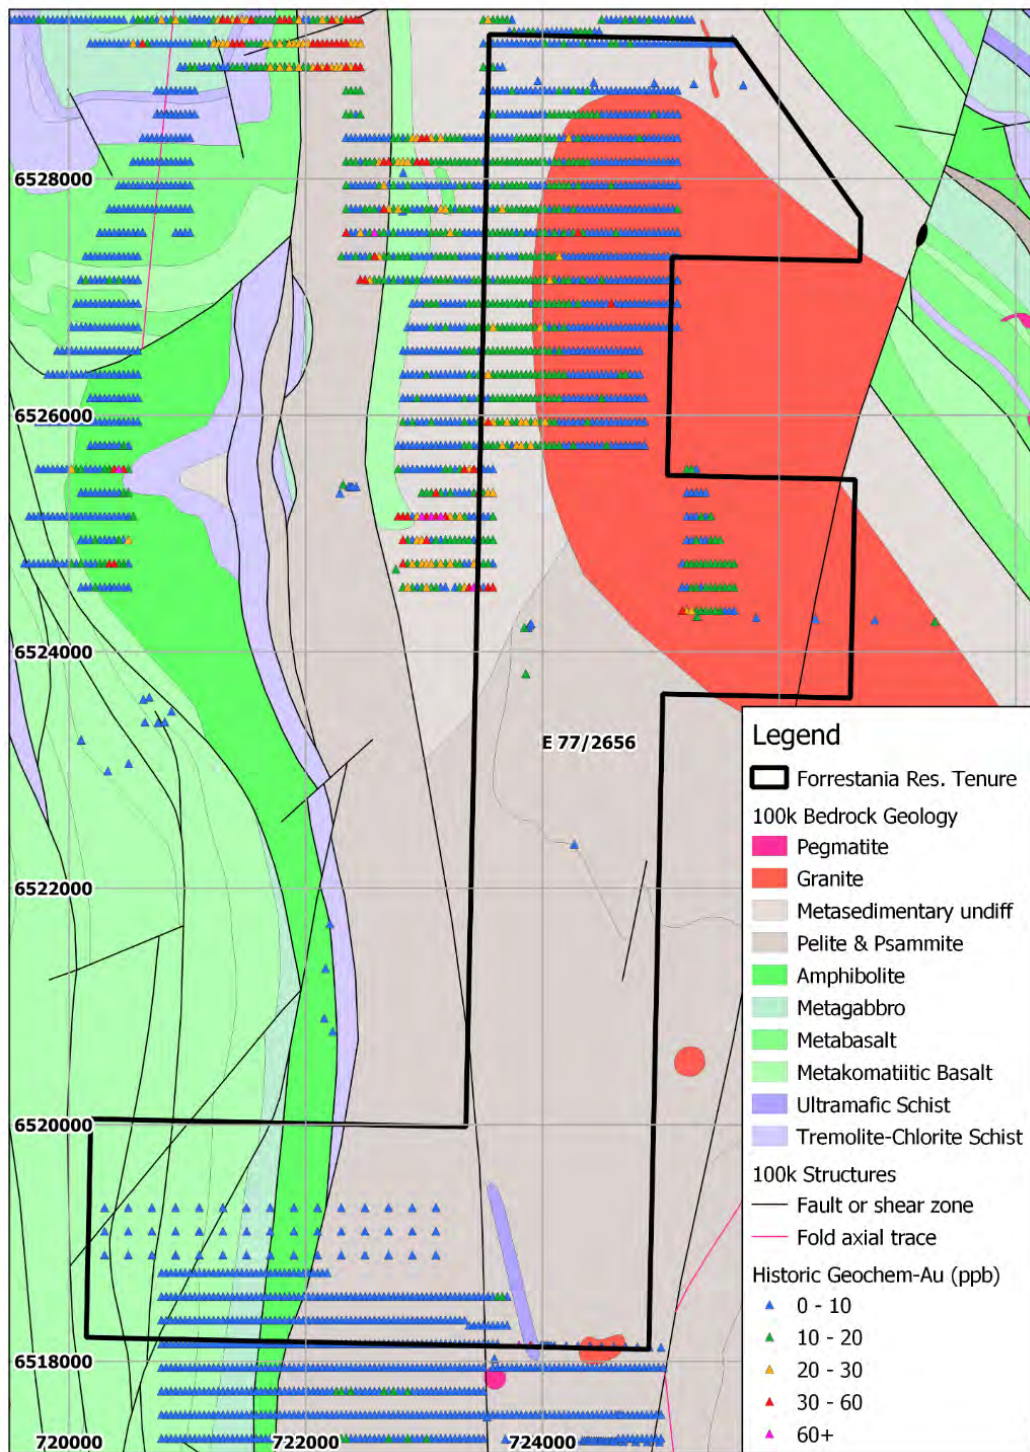 6528000
6526000
6524000
E 77/2656
6522000
6520000
6518000
720000
722000
724000
Legend
Forrestania Res. Tenure
100k Bedrock Geology
Pegmatite
Granite
Metasedimentary undiff
Pelite & Psammite
Amphibolite
Metagabbro
Metabasalt
Metakomatiitic Basalt
Ultramafic Schist
Tremolite-Chlorite Schist
100k Structures
Fault or shear zone
Fold axial trace
Historic Geochem-Au (ppb)
0 - 10
10 - 20
20 - 30
30 - 60
60+